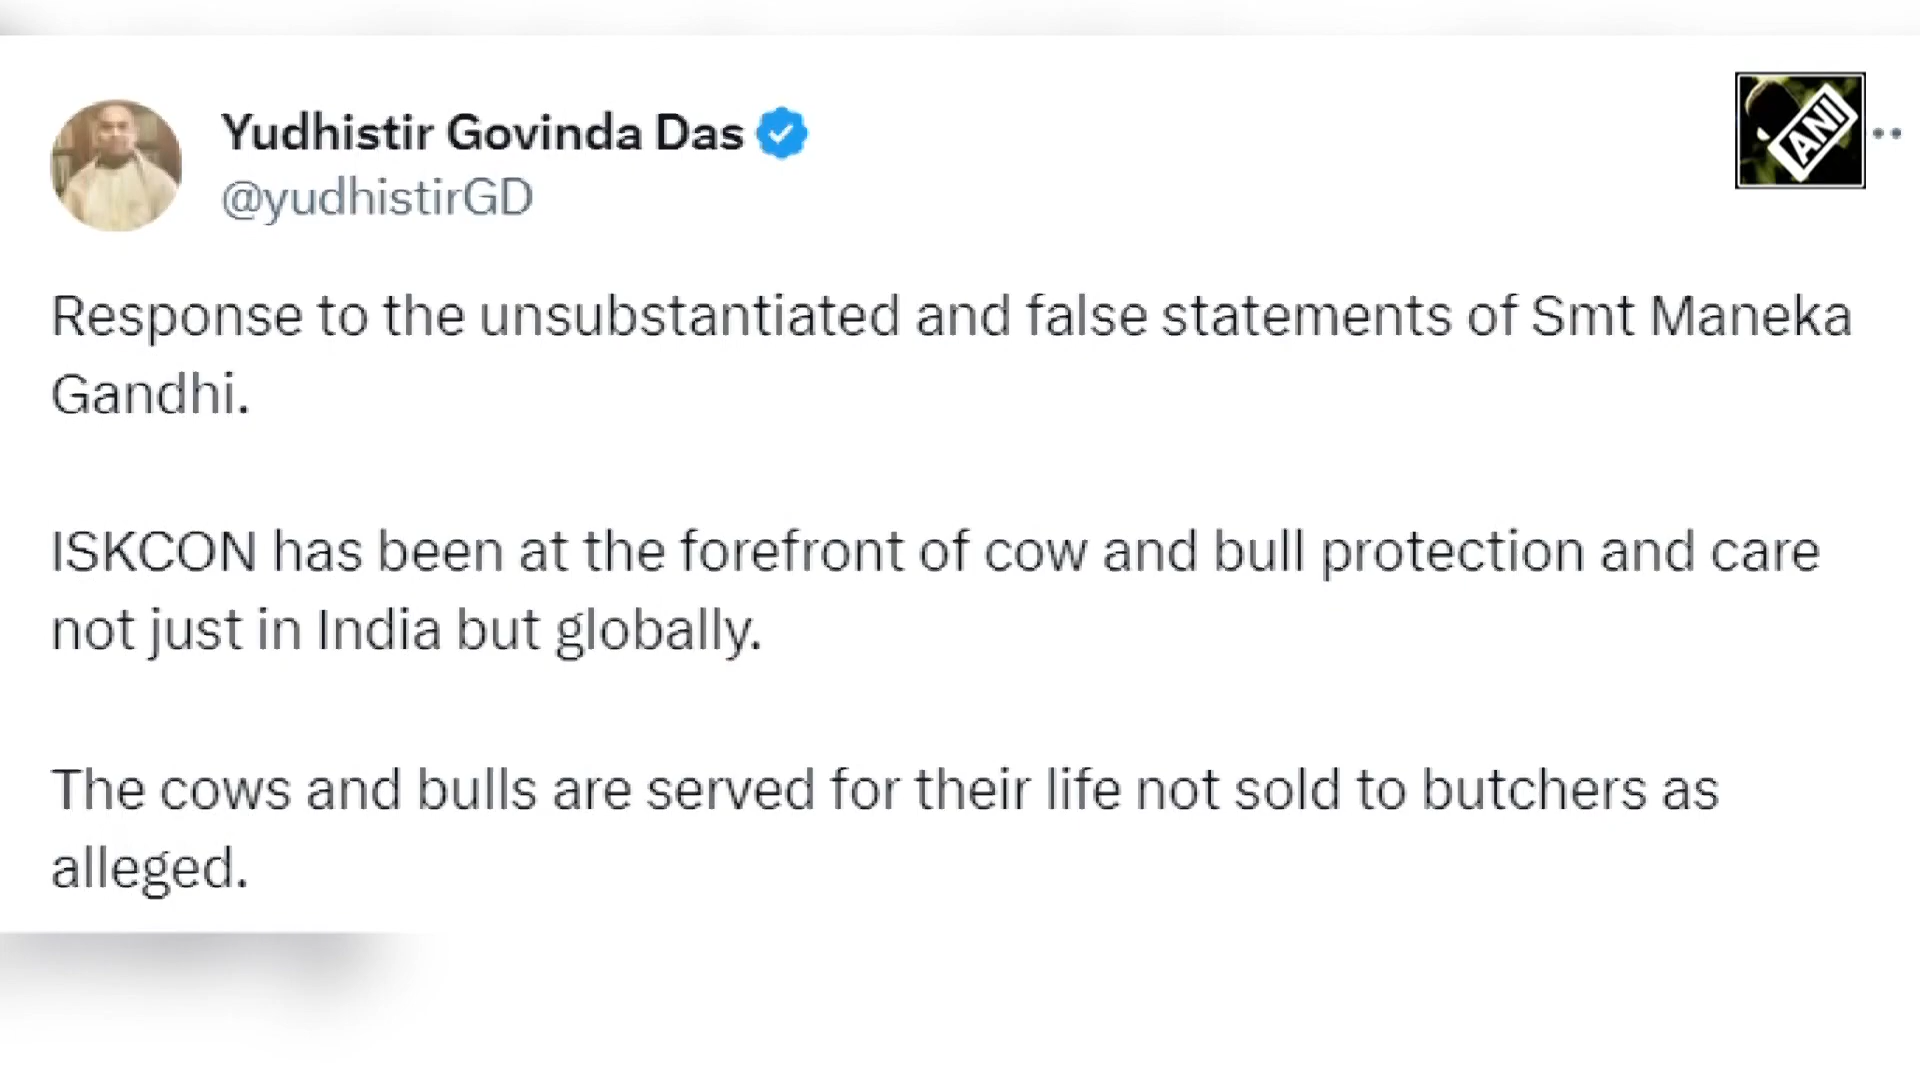 Yudhistir Govinda Das
@yudhistirGD
ANI
Response to the unsubstantiated and false statements of Smt Maneka
Gandhi.
ISKCON has been at the forefront of cow and bull protection and care
not just in India but globally.
The cows and bulls are served for their life not sold to butchers as
alleged.